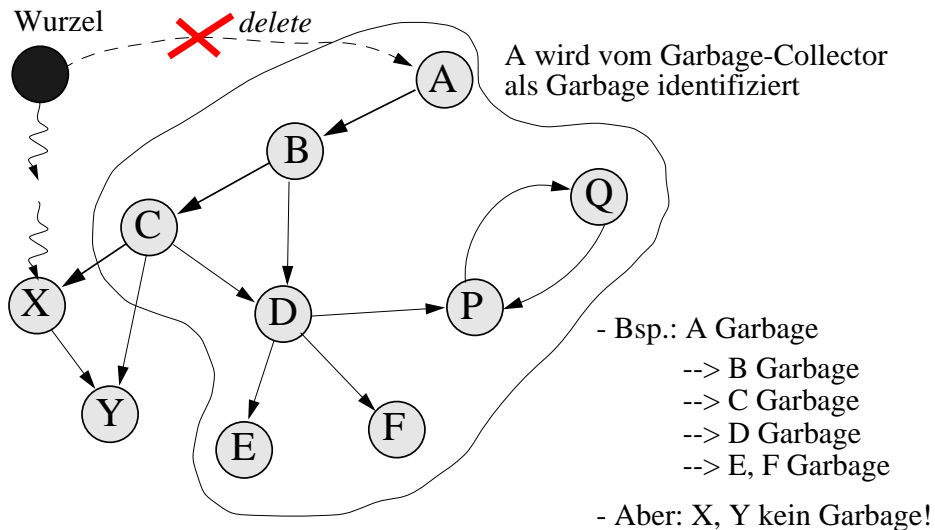 Wurzel
delete
A wird vom Garbage-Collector
als Garbage identifiziert
A
B
Q
C
X
D
P
Y
E
F
- Bsp.: A Garbage
--> B Garbage
--> C Garbage
--> D Garbage
--> E, F Garbage
- Aber: X, Y kein Garbage!